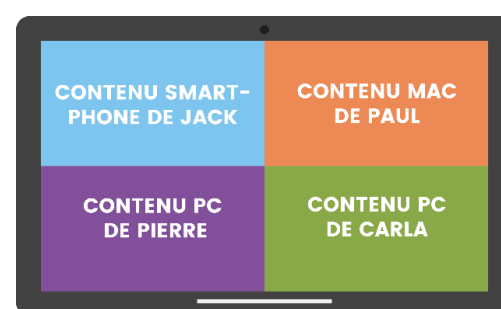 CONTENU SMART-
PHONE DE JACK
CONTENU MAC
DE PAUL
CONTENU PC
DE PIERRE
CONTENU PC
DE CARLA